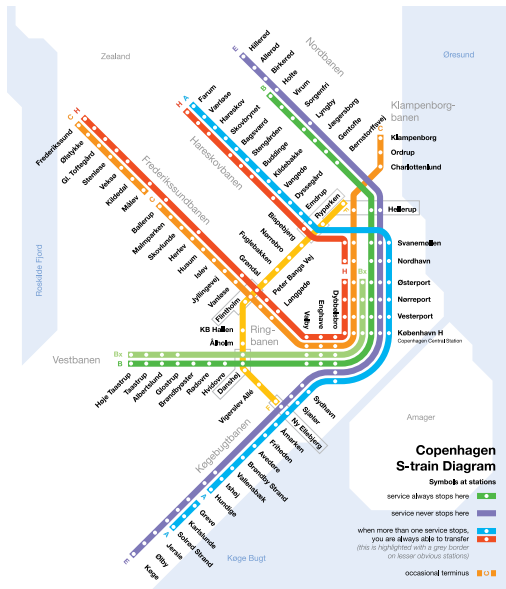 Zealand
Øresund
Roskilde Fjord
Amager
Køge Bugt
Nordbanen
Klampenborg-
banen
Hareskovbanen
Frederikssundbanen
Ring-
banen
Vestbanen
Køgebugtbanen
E
Hillerød
Allerød
Birkerød
Holte
B
Virum
Sorgenfri
Lyngby
Jægersborg
Gentofte
Bernstorffsvej
C
Klampenborg
Ordrup
Charlottenlund
Hellerup
Svanemøllen
Nordhavn
Østerport
Nørreport
Vesterport
København H
Copenhagen Central Station
H
A
Farum
Værløse
Hareskov
Skovbrynet
Bagsværd
Stengården
Buddinge
Kildebakke
Vangede
Dyssegård
Emdrup
Ryparken
Bispebjerg
Nørrebro
Fuglebakken
Grøndal
C
H
Frederikssund
Ølstykke
Gl. Toftegård
Stenløse
Veksø
Kildedal
Måløv
C
Ballerup
Malmparken
Skovlunde
Herlev
Husum
Islev
Jyllingevej
Vanløse
Flintholm
Peter Bangs Vej
Langgade
Valby
Enghave
Dybbølsbro
H
Bx
KB Hallen
Ålholm
Danshøj
Vigerslev Allé
F
Ny Ellebjerg
Bx
B
Høje Taastrup
Taastrup
Albertslund
Glostrup
Brøndbyøster
Rødovre
Hvidovre
Sydhavn
Sjælør
Åmarken
Friheden
Avedøre
Brøndby Strand
Vallensbæk
Ishøj
Hundige
A
Greve
Karlslunde
Solrød Strand
A
Jersie
Ølby
Køge
E
Copenhagen
S-train Diagram
Symbols at stations
service always stops here
service never stops here
when more than one service stops,
you are always able to transfer
(this is highlighted with a grey border
on lesser obvious stations)
occasional terminus
C